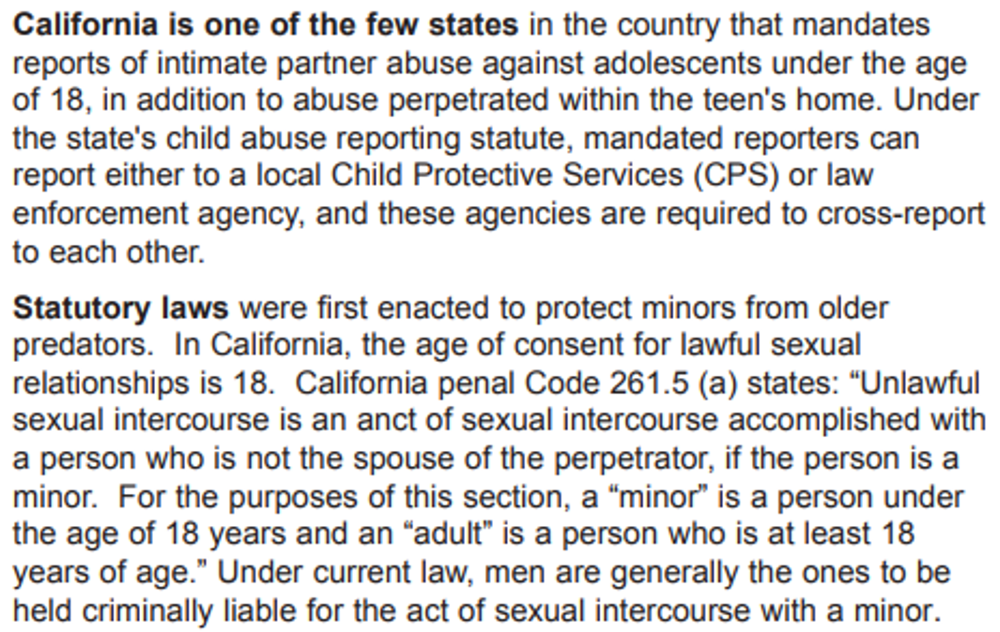 California is one of the few states in the country that mandates
reports of intimate partner abuse against adolescents under the age
of 18, in addition to abuse perpetrated within the teen's home. Under
the state's child abuse reporting statute, mandated reporters can
report either to a local Child Protective Services (CPS) or law
enforcement agency, and these agencies are required to cross-report
to each other.
Statutory laws were first enacted to protect minors from older
predators.  In California, the age of consent for lawful sexual
relationships is 18.  California penal Code 261.5 (a) states: “Unlawful
sexual intercourse is an anct of sexual intercourse accomplished with
a person who is not the spouse of the perpetrator, if the person is a
minor.  For the purposes of this section, a “minor” is a person under
the age of 18 years and an “adult” is a person who is at least 18
years of age.” Under current law, men are generally the ones to be
held criminally liable for the act of sexual intercourse with a minor.